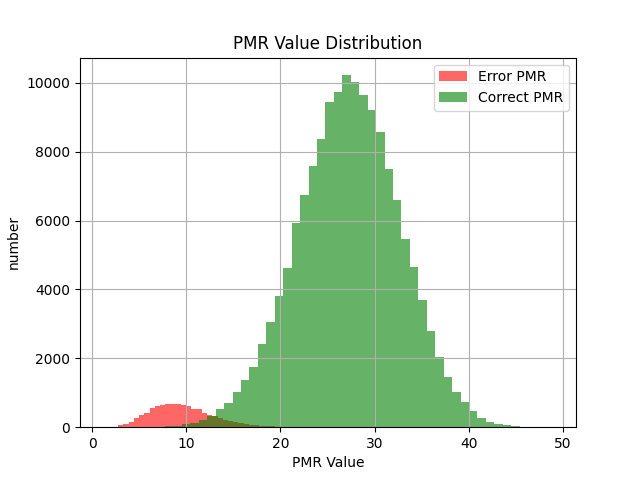 PMR Value Distribution
Error PMR
Correct PMR
10000
8000
6000
4000
2000
0
number
0 10 20 30 40 50
PMR Value